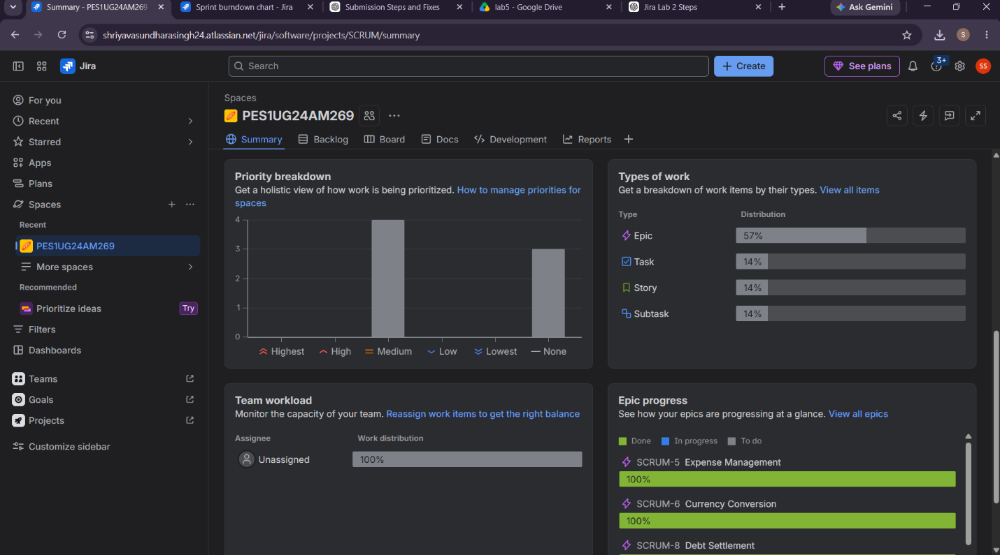 Summary - PES1UG24AM269
Sprint burndown chart - Jira
Submission Steps and Fixes
lab5 - Google Drive
Jira Lab 2 Steps
Ask Gemini
shriyavasundharasingh24.atlassian.net/jira/software/projects/SCRUM/summary
S
Jira
Search
Create
See plans
3+
SS
For you
Recent
Starred
Apps
Plans
Spaces
Recent
PES1UG24AM269
More spaces
Recommended
Prioritize ideas
Try
Filters
Dashboards
Teams
Goals
Projects
Customize sidebar
Spaces
PES1UG24AM269
Summary
Backlog
Board
Docs
Development
Reports
Priority breakdown
Get a holistic view of how work is being prioritized. How to manage priorities for
spaces
4
3
2
1
0
Highest
High
Medium
Low
Lowest
None
Types of work
Get a breakdown of work items by their types. View all items
Type Distribution
Epic 57%
Task 14%
Story 14%
Subtask 14%
Team workload
Monitor the capacity of your team. Reassign work items to get the right balance
Assignee Work distribution
Unassigned 100%
Epic progress
See how your epics are progressing at a glance. View all epics
Done In progress To do
SCRUM-5 Expense Management
100%
SCRUM-6 Currency Conversion
100%
SCRUM-8 Debt Settlement